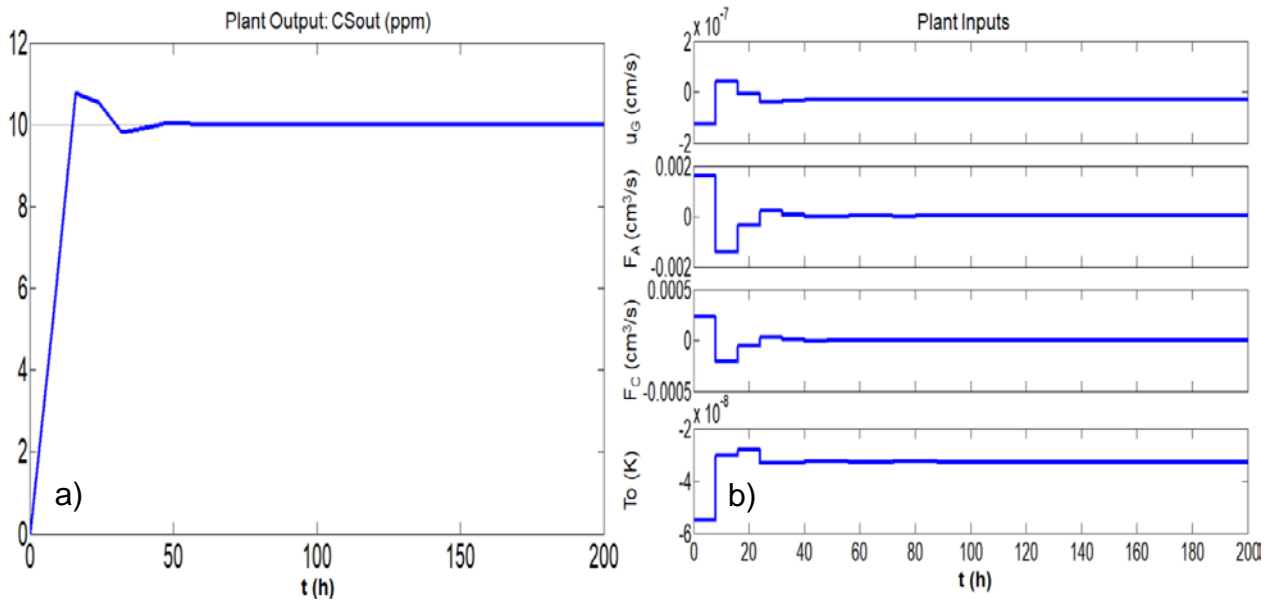 Plant Output: CSout (ppm)
12
10
8
6
4
2
0
a)
0 50 100 150 200
t (h)
Plant Inputs
x 10-7
2
0
-2
u_G (cm/s)
0.002
0
-0.002
F_A (cm³/s)
0.0005
0
-0.0005
F_C (cm³/s)
x 10-8
-2
-4
-6
To (K)
b)
0 20 40 60 80 100 120 140 160 180 200
t (h)